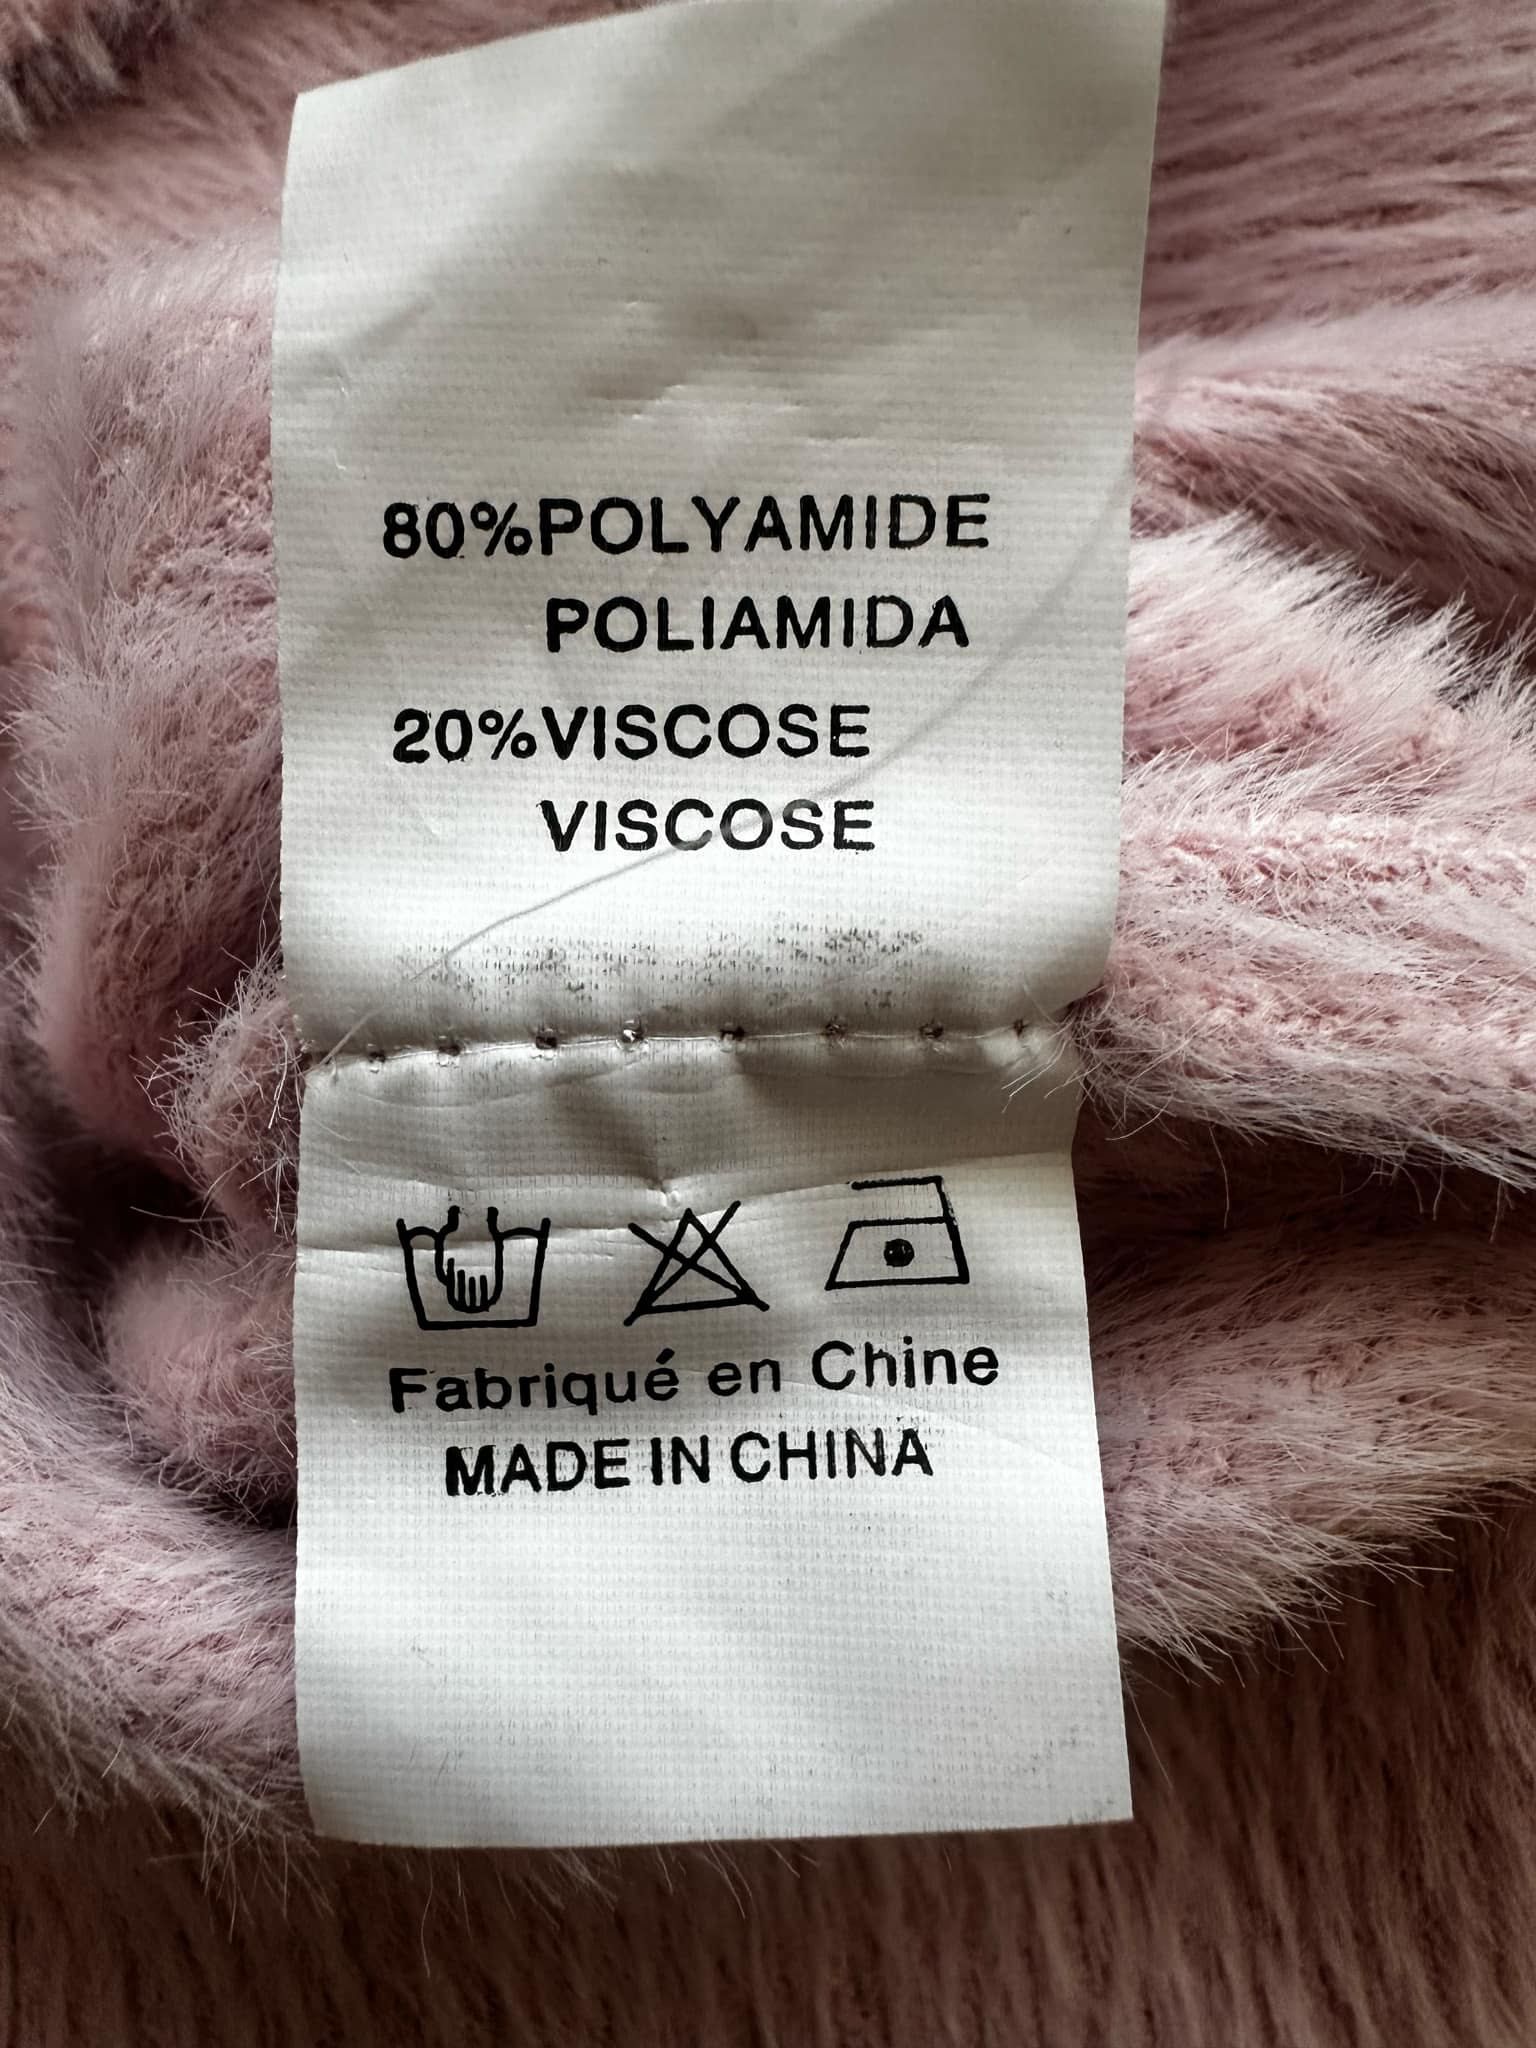 80%POLYAMIDE
POLIAMIDA
20%VISCOSE
VISCOSE
Fabriqué en Chine
MADE IN CHINA